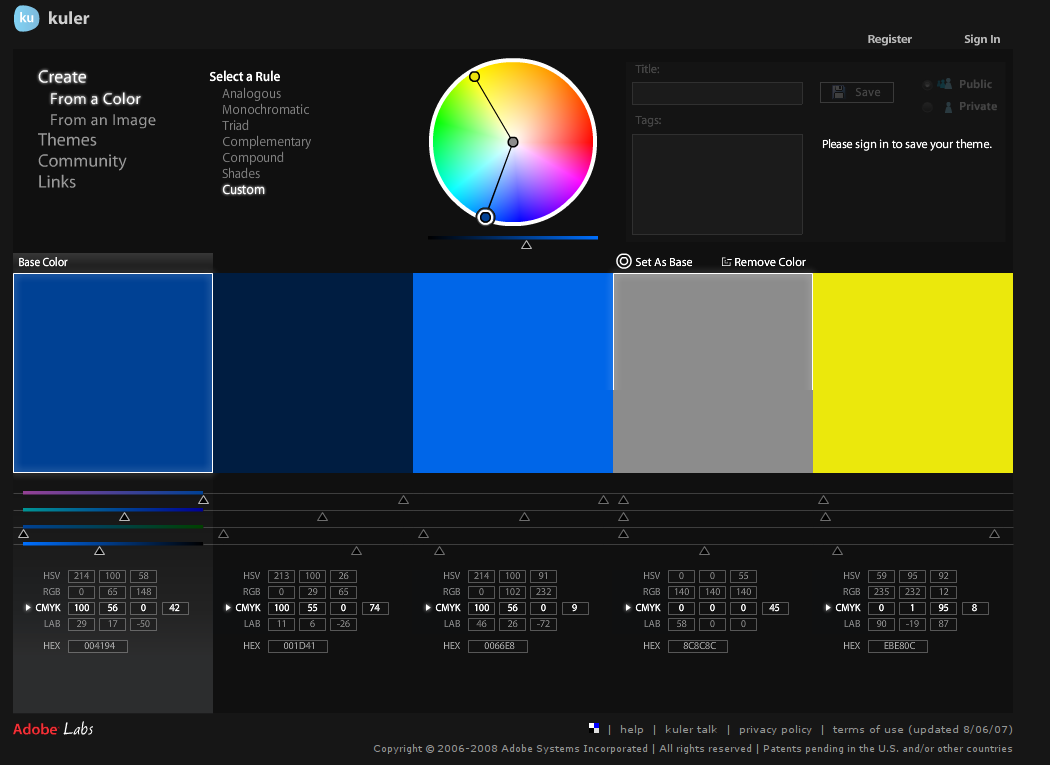 ku kuler
Register Sign In
Create
From a Color
From an Image
Themes
Community
Links
Select a Rule
Analogous
Monochromatic
Triad
Complementary
Compound
Shades
Custom
Title:
Save
Public
Private
Tags:
Please sign in to save your theme.
Base Color
Set As Base Remove Color
HSV 214 100 58
RGB 0 65 148
CMYK 100 56 0 42
LAB 29 17 -50
HEX 004194
HSV 213 100 26
RGB 0 29 65
CMYK 100 55 0 74
LAB 11 6 -26
HEX 001D41
HSV 214 100 91
RGB 0 102 232
CMYK 100 56 0 9
LAB 46 26 -72
HEX 0066E8
HSV 0 0 55
RGB 140 140 140
CMYK 0 0 0 45
LAB 58 0 0
HEX 8C8C8C
HSV 59 95 92
RGB 235 232 12
CMYK 0 1 95 8
LAB 90 -19 87
HEX EBE80C
Adobe Labs
| help | kuler talk | privacy policy | terms of use (updated 8/06/07)
Copyright © 2006-2008 Adobe Systems Incorporated | All rights reserved | Patents pending in the U.S. and/or other countries